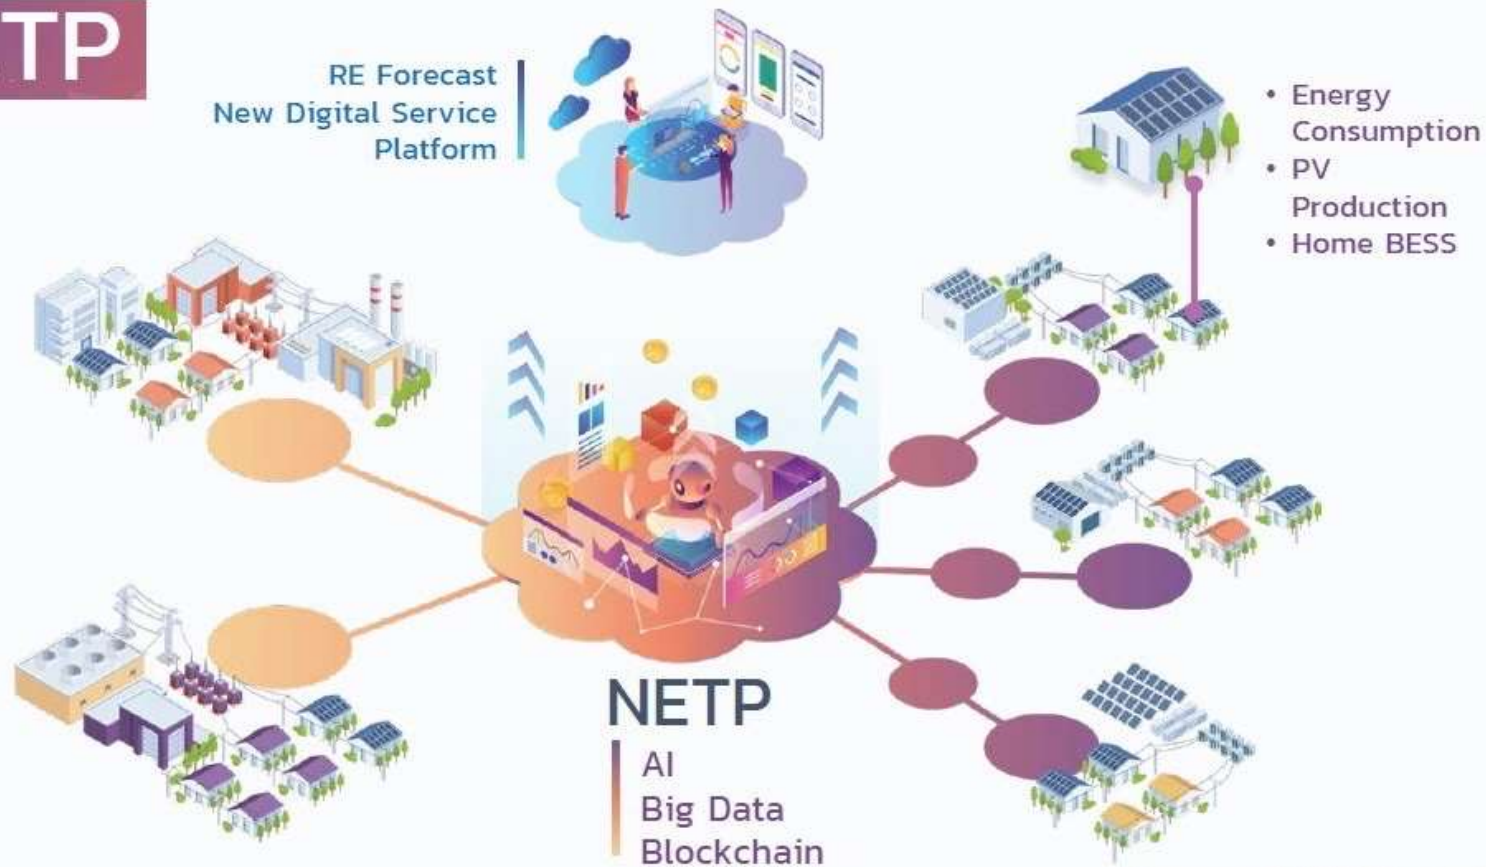 TP
RE Forecast
New Digital Service
Platform
• Energy
Consumption
• PV
Production
• Home BESS
NETP
AI
Big Data
Blockchain